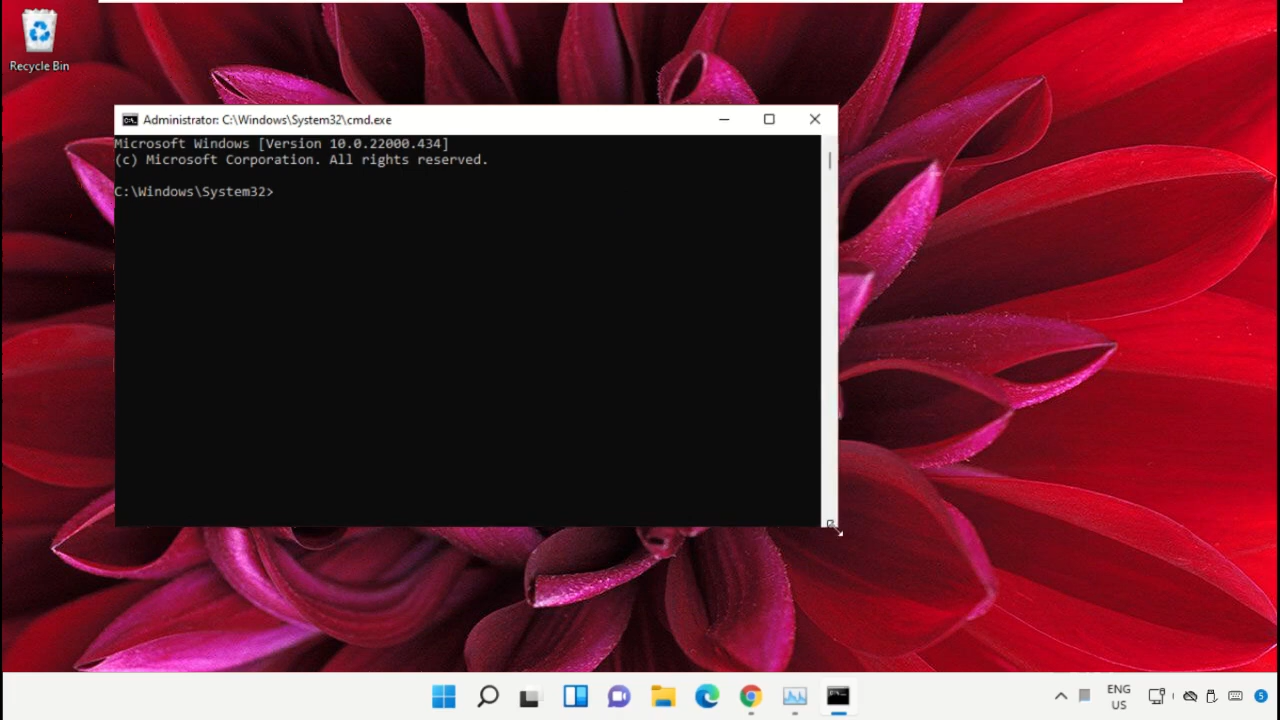 Recycle Bin
Administrator: C:\Windows\System32\cmd.exe
Microsoft Windows [Version 10.0.22000.434]
(c) Microsoft Corporation. All rights reserved.
C:\Windows\System32>
ENG
US
5